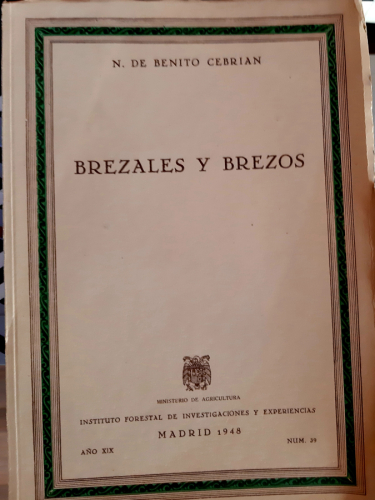 N. DE BENITO CEBRIAN
BREZALES Y BREZOS
MINISTERIO DE AGRICULTURA
INSTITUTO FORESTAL DE INVESTIGACIONES Y EXPERIENCIAS
MADRID 1948
AÑO XIX NUM. 39